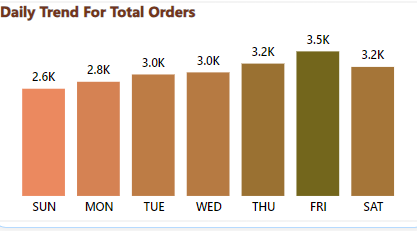 Daily Trend For Total Orders
2.6K 2.8K 3.0K 3.0K 3.2K 3.5K 3.2K
SUN MON TUE WED THU FRI SAT